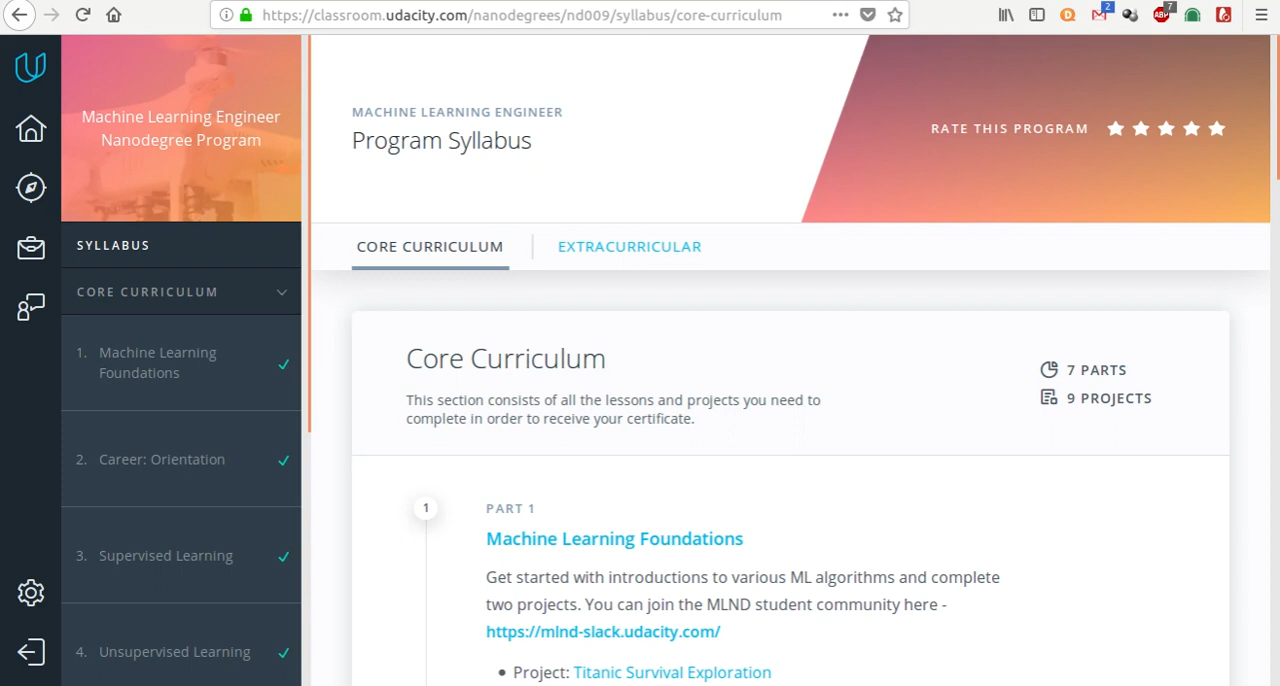 https://classroom.udacity.com/nanodegrees/nd009/syllabus/core-curriculum
2
ABP
7
Machine Learning Engineer
Nanodegree Program
SYLLABUS
CORE CURRICULUM
1. Machine Learning
Foundations
2. Career: Orientation
3. Supervised Learning
4. Unsupervised Learning
MACHINE LEARNING ENGINEER
Program Syllabus
RATE THIS PROGRAM
CORE CURRICULUM
EXTRACURRICULAR
Core Curriculum
This section consists of all the lessons and projects you need to
complete in order to receive your certificate.
7 PARTS
9 PROJECTS
1
PART 1
Machine Learning Foundations
Get started with introductions to various ML algorithms and complete
two projects. You can join the MLND student community here -
https://mlnd-slack.udacity.com/
• Project: Titanic Survival Exploration